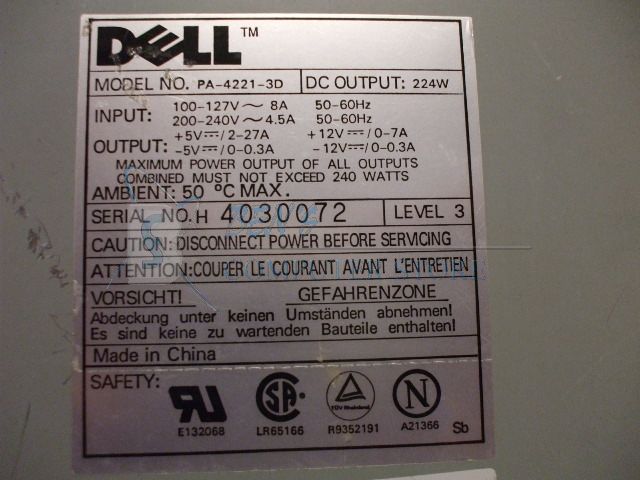 DELL™
MODEL NO. PA-4221-3D DC OUTPUT: 224W
INPUT: 100-127V～ 8A 50-60Hz
200-240V～ 4.5A 50-60Hz
OUTPUT: +5V⎓/2-27A +12V⎓/0-7A
-5V⎓/0-0.3A -12V⎓/0-0.3A
MAXIMUM POWER OUTPUT OF ALL OUTPUTS
COMBINED MUST NOT EXCEED 240 WATTS
AMBIENT: 50 °C MAX.
SERIAL NO. H 4030072 LEVEL 3
CAUTION: DISCONNECT POWER BEFORE SERVICING
ATTENTION: COUPER LE COURANT AVANT L'ENTRETIEN
VORSICHT! GEFAHRENZONE
Abdeckung unter keinen Umständen abnehmen!
Es sind keine zu wartenden Bauteile enthalten!
Made in China
SAFETY:
TÜV Rheinland
E132068 LR65166 R9352191 A21366 Sb